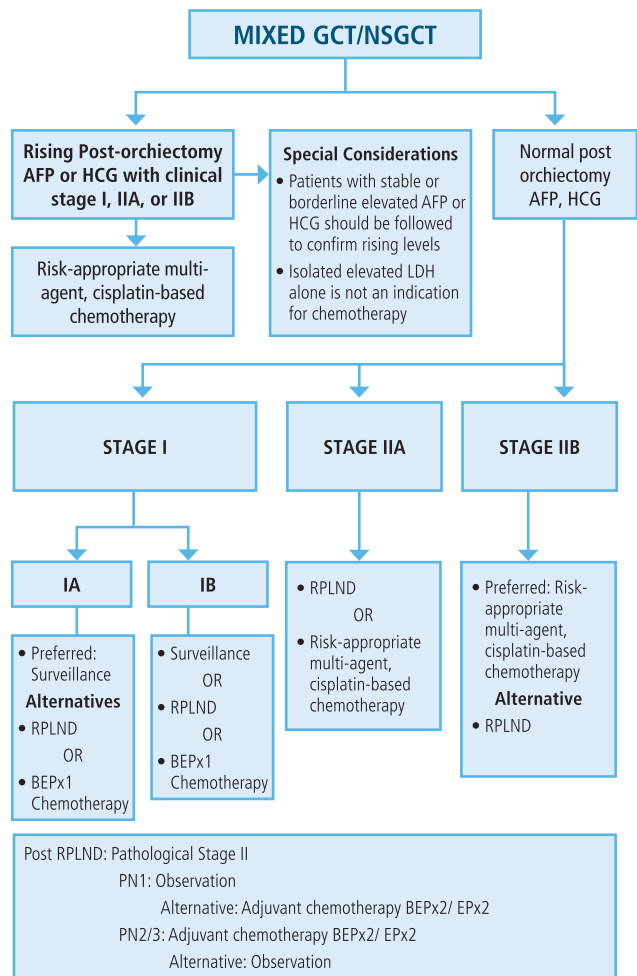 MIXED GCT/NSGCT
Rising Post-orchiectomy
AFP or HCG with clinical
stage I, IIA, or IIB
Risk-appropriate multi-
agent, cisplatin-based
chemotherapy
Special Considerations
• Patients with stable or
borderline elevated AFP or
HCG should be followed
to confirm rising levels
• Isolated elevated LDH
alone is not an indication
for chemotherapy
Normal post
orchiectomy
AFP, HCG
STAGE I
STAGE IIA
STAGE IIB
IA
• Preferred:
Surveillance
Alternatives
• RPLND
OR
• BEPx1
Chemotherapy
IB
• Surveillance
OR
• RPLND
OR
• BEPx1
Chemotherapy
• RPLND
OR
• Risk-appropriate
multi-agent,
cisplatin-based
chemotherapy
• Preferred: Risk-
appropriate
multi-agent,
cisplatin-based
chemotherapy
Alternative
• RPLND
Post RPLND: Pathological Stage II
PN1: Observation
Alternative: Adjuvant chemotherapy BEPx2/ EPx2
PN2/3: Adjuvant chemotherapy BEPx2/ EPx2
Alternative: Observation